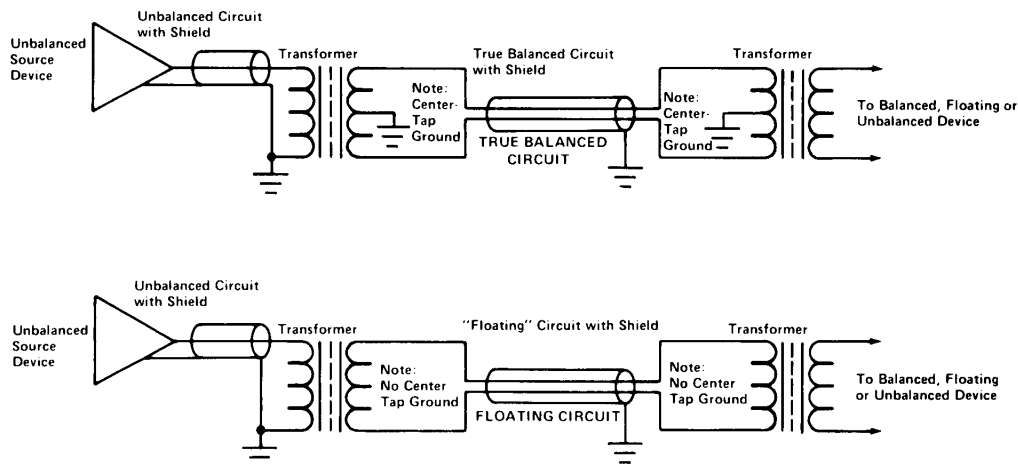 Unbalanced Circuit
with Shield
Unbalanced
Source
Device
Transformer
Note:
Center-
Tap
Ground
True Balanced Circuit
with Shield
TRUE BALANCED
CIRCUIT
Note:
Center-
Tap
Ground
Transformer
To Balanced, Floating or
Unbalanced Device
Unbalanced Circuit
with Shield
Unbalanced
Source
Device
Transformer
Note:
No Center
Tap Ground
"Floating" Circuit with Shield
FLOATING CIRCUIT
Note:
No Center
Tap Ground
Transformer
To Balanced, Floating
or Unbalanced Device